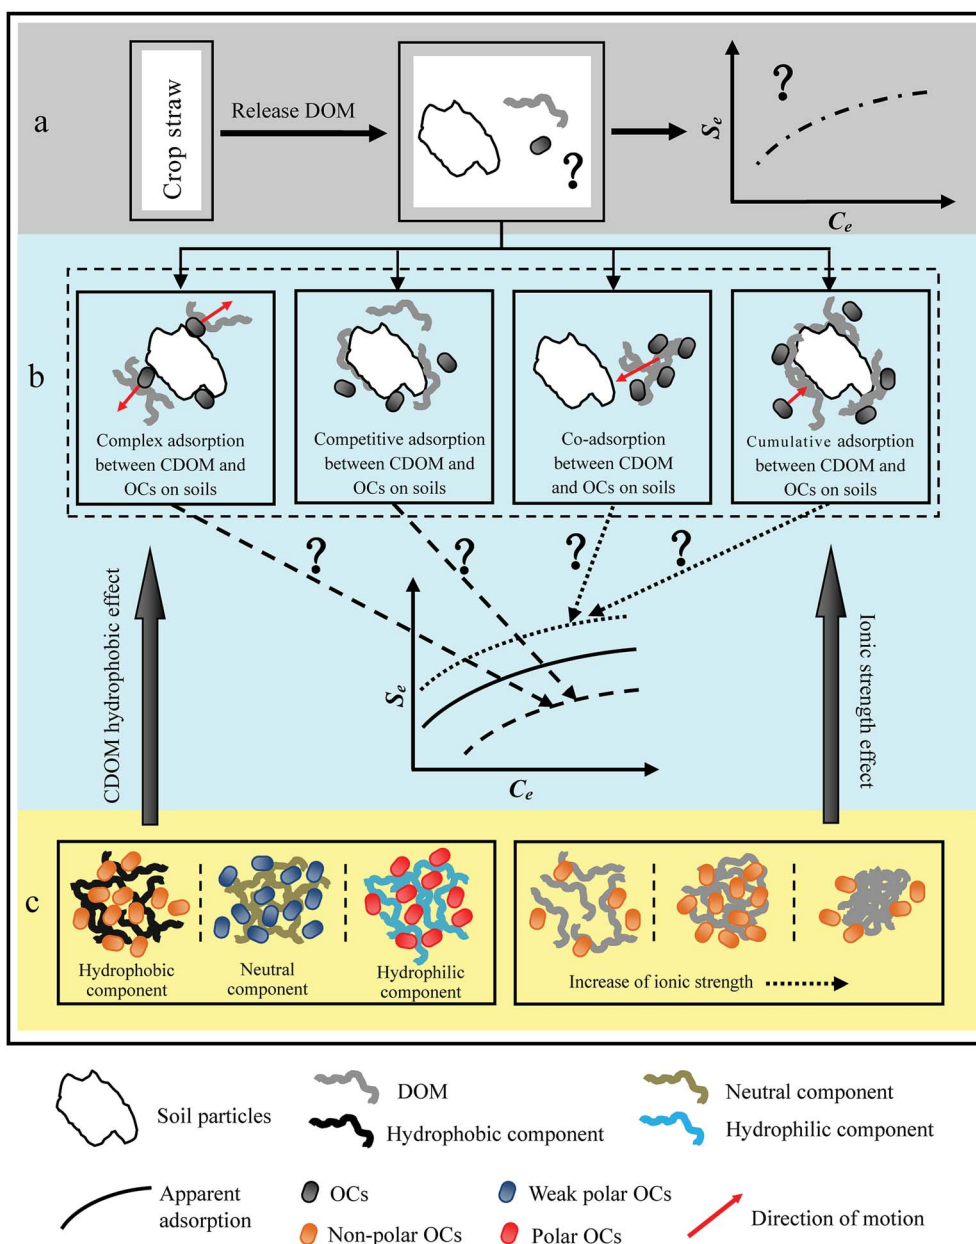 a
Crop straw
Release DOM
?
?
Se
Ce
b
Complex adsorption
between CDOM and
OCs on soils
Competitive adsorption
between CDOM and
OCs on soils
Co-adsorption
between CDOM
and OCs on soils
Cumulative adsorption
between CDOM and
OCs on soils
?
?
?
?
CDOM hydrophobic effect
Se
Ce
Ionic strength
effect
c
Hydrophobic
component
Neutral
component
Hydrophilic
component
Increase of ionic strength
Soil particles
DOM
Hydrophobic component
Neutral component
Hydrophilic component
Apparent
adsorption
OCs
Non-polar OCs
Weak polar OCs
Polar OCs
Direction of motion